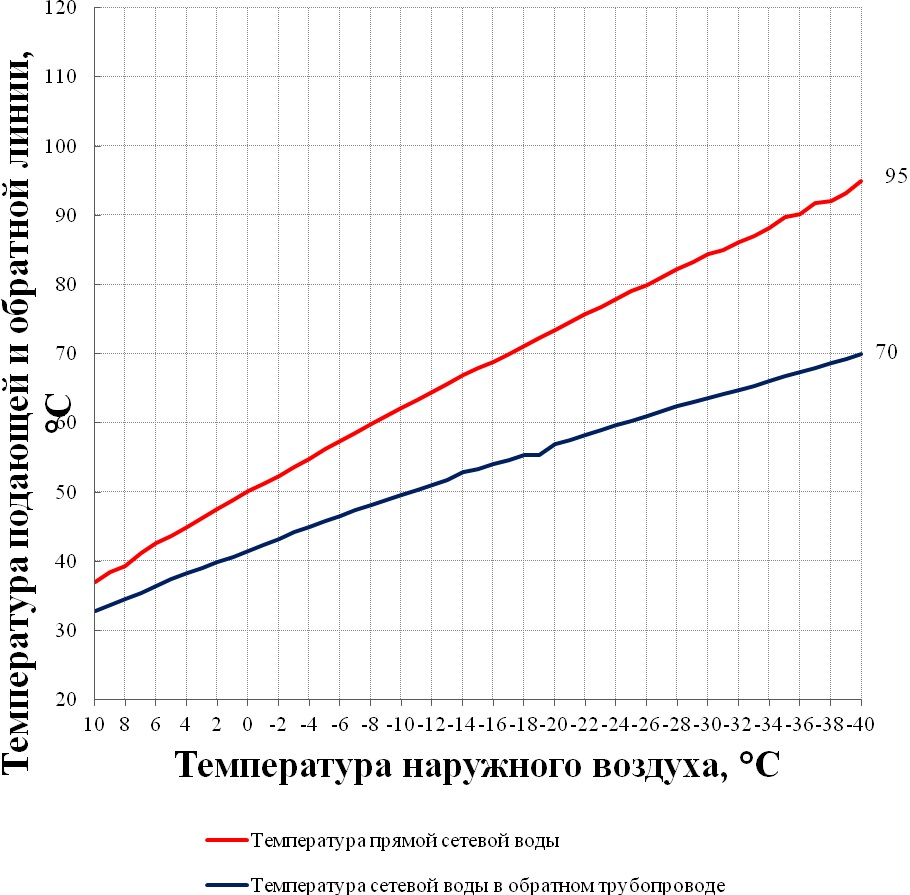 Температура подающей и обратной линии,
°С
120
110
100
90
80
70
60
50
40
30
20
95
70
10 8 6 4 2 0 -2 -4 -6 -8 -10 -12 -14 -16 -18 -20 -22 -24 -26 -28 -30 -32 -34 -36 -38 -40
Температура наружного воздуха, °С
Температура прямой сетевой воды
Температура сетевой воды в обратном трубопроводе